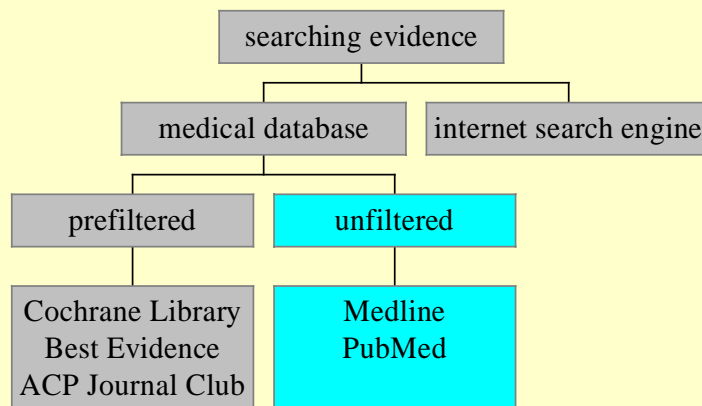 searching evidence
medical database
internet search engine
prefiltered
unfiltered
Cochrane Library
Best Evidence
ACP Journal Club
Medline
PubMed